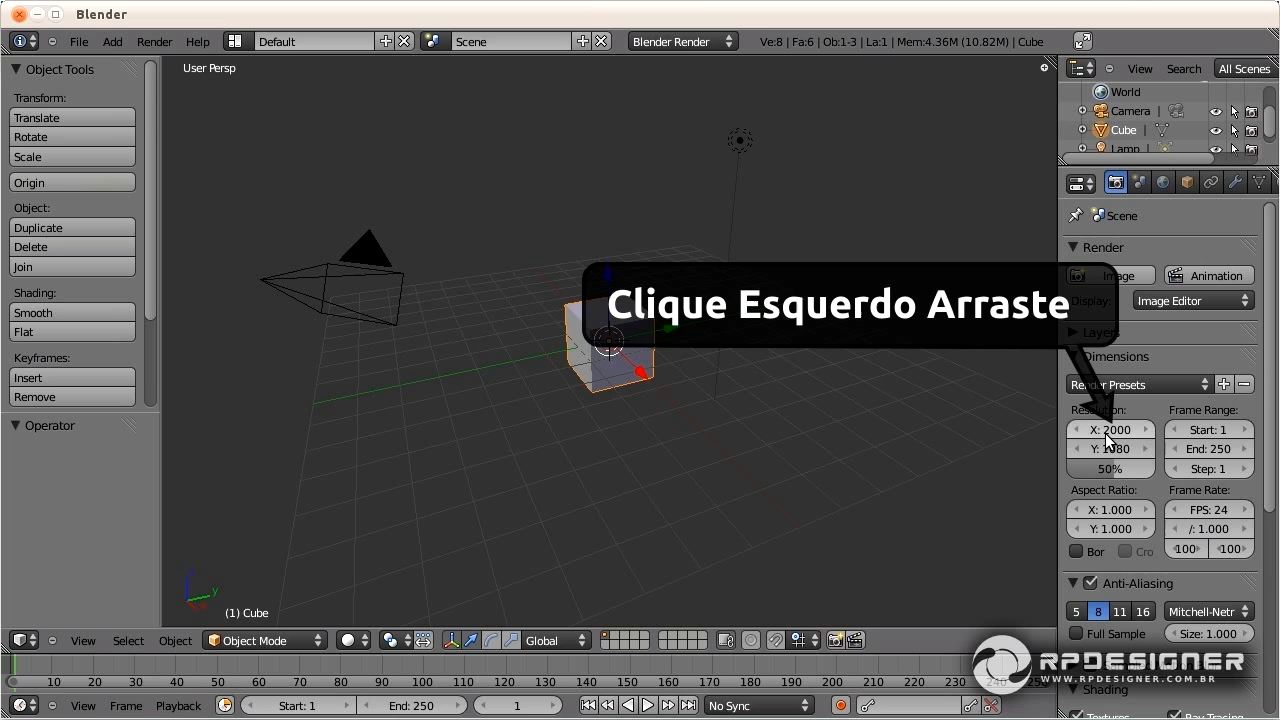 Blender
File Add Render Help Default Scene Blender Render Ve:8 | Fa:6 | Ob:1-3 | La:1 | Mem:4.36M (10.82M) | Cube
Object Tools
Transform:
Translate
Rotate
Scale
Origin
Object:
Duplicate
Delete
Join
Shading:
Smooth
Flat
Keyframes:
Insert
Remove
Operator
User Persp
Clique Esquerdo Arraste
(1) Cube
View Select Object Object Mode Global
View Search All Scenes
World
Camera |
Cube |
Lamp |
Scene
Render
Image Animation
Display: Image Editor
Layers
Dimensions
Render Presets
Resolution: Frame Range:
X: 2000 Start: 1
Y: 1080 End: 250
50% Step: 1
Aspect Ratio: Frame Rate:
X: 1.000 FPS: 24
Y: 1.000 /: 1.000
Bor Cro 100 100
Anti-Aliasing
5 8 11 16 Mitchell-Netr
Full Sample Size: 1.000
Shading
Textures Ray Tracing
RPDESIGNER
WWW.RPDESIGNER.COM.BR
10 20 30 40 50 60 70 80 90 100 110 120 130 140 150 160 170 180 190 200 210 220 230 240 250
View Frame Playback Start: 1 End: 250 1 No Sync